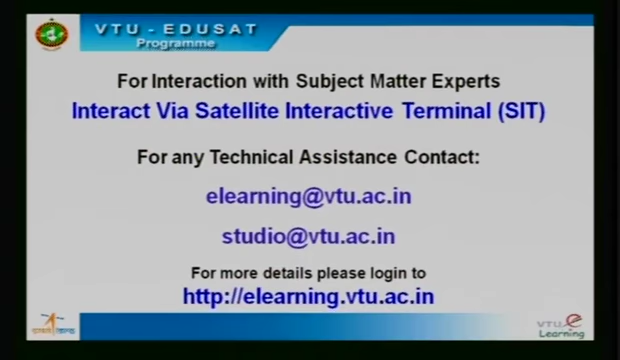 VTU - EDUSAT
Programme
For Interaction with Subject Matter Experts
Interact Via Satellite Interactive Terminal (SIT)
For any Technical Assistance Contact:
elearning@vtu.ac.in
studio@vtu.ac.in
For more details please login to
http://elearning.vtu.ac.in
VTU e
Learning